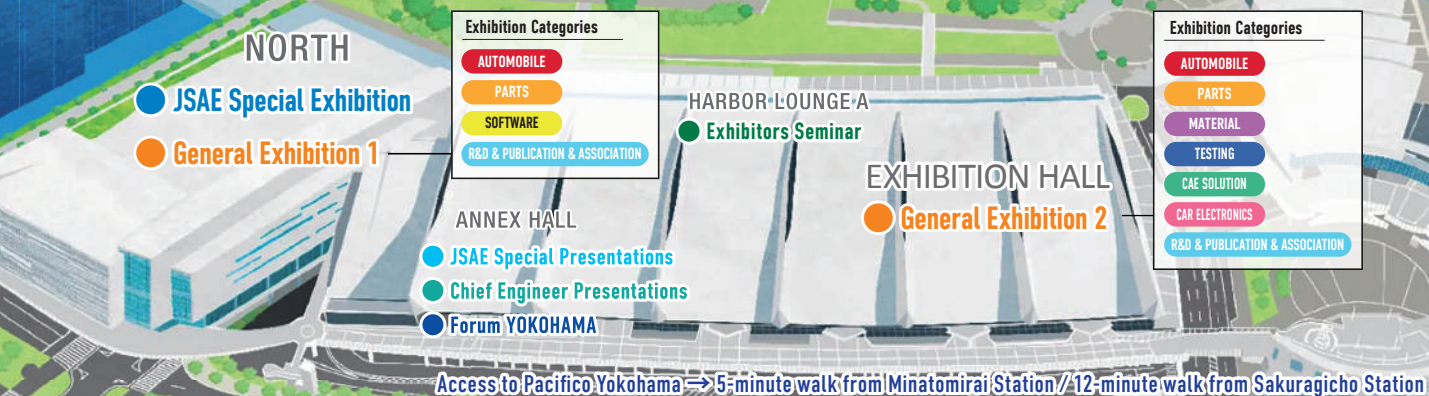 NORTH
JSAE Special Exhibition
General Exhibition 1
Exhibition Categories
AUTOMOBILE
PARTS
SOFTWARE
R&D & PUBLICATION & ASSOCIATION
HARBOR LOUNGE A
Exhibitors Seminar
ANNEX HALL
JSAE Special Presentations
Chief Engineer Presentations
Forum YOKOHAMA
EXHIBITION HALL
General Exhibition 2
Exhibition Categories
AUTOMOBILE
PARTS
MATERIAL
TESTING
CAE SOLUTION
CAR ELECTRONICS
R&D & PUBLICATION & ASSOCIATION
Access to Pacifico Yokohama → 5-minute walk from Minatomirai Station / 12-minute walk from Sakuragicho Station